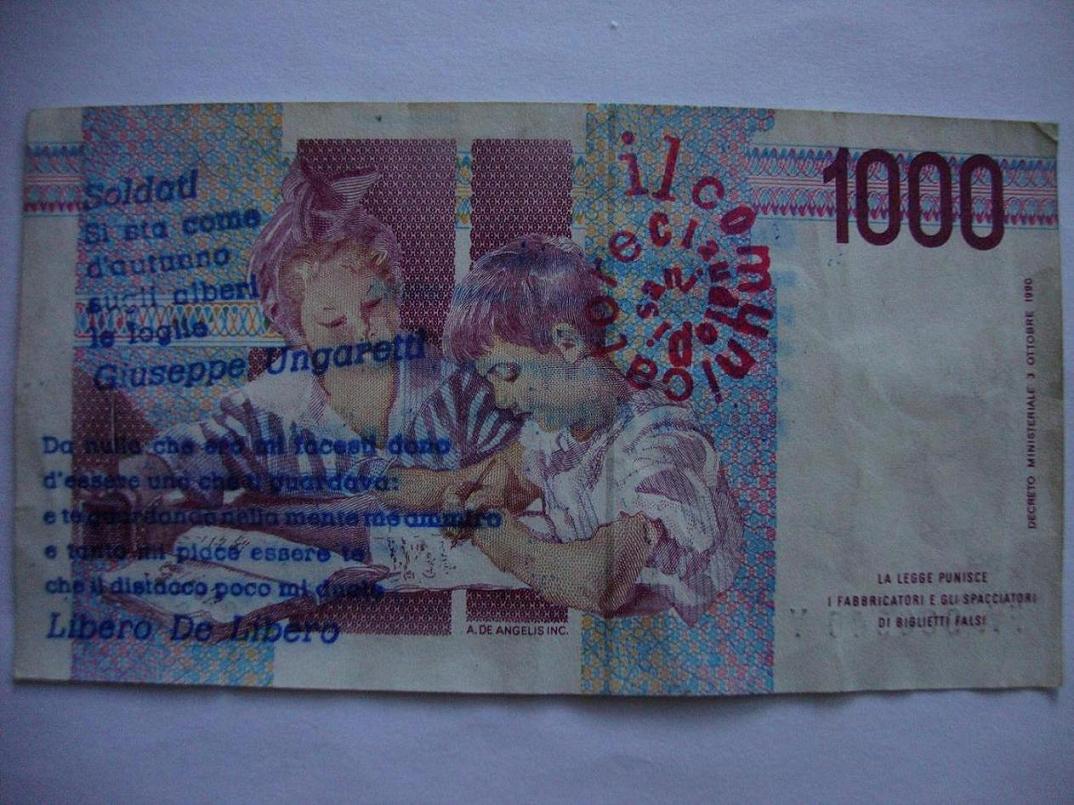 Soldati
Si sta come
d'autunno
sugli alberi
le foglie
Giuseppe Ungaretti
Da nulla che ero mi facesti dono
d'essere uno che ti guardava:
e te guardando nella mente me ammiro
e tanto mi piace essere te
che il distacco poco mi duole
Libero De Libero
il comunicatore
1000
DECRETO MINISTERIALE 3 OTTOBRE 1990
A. DE ANGELIS INC.
LA LEGGE PUNISCE
I FABBRICATORI E GLI SPACCIATORI
DI BIGLIETTI FALSI